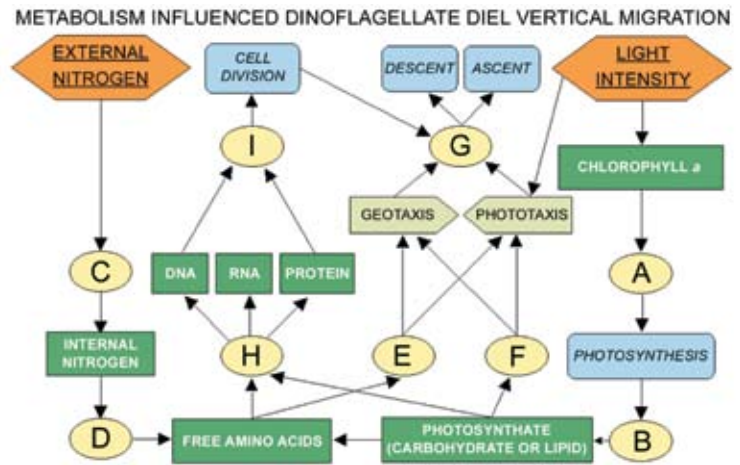 METABOLISM INFLUENCED DINOFLAGELLATE DIEL VERTICAL MIGRATION
EXTERNAL
NITROGEN
CELL
DIVISION
DESCENT
ASCENT
LIGHT
INTENSITY
I
G
CHLOROPHYLL a
GEOTAXIS
PHOTOTAXIS
C
DNA
RNA
PROTEIN
A
INTERNAL
NITROGEN
H
E
F
PHOTOSYNTHESIS
D
FREE AMINO ACIDS
PHOTOSYNTHATE
(CARBOHYDRATE OR LIPID)
B